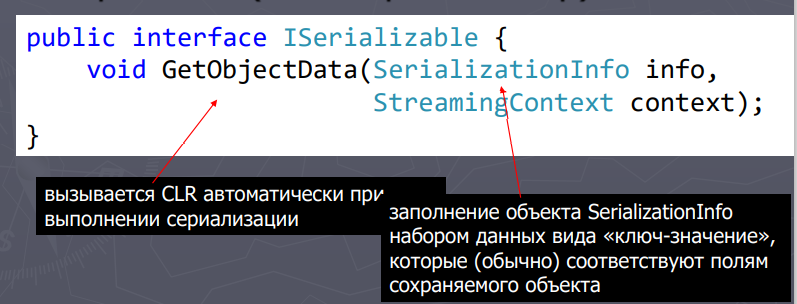 public interface ISerializable {
void GetObjectData(SerializationInfo info,
StreamingContext context);
}
вызывается CLR автоматически при
выполнении сериализации
заполнение объекта SerializationInfo
набором данных вида «ключ-значение»,
которые (обычно) соответствуют полям
сохраняемого объекта